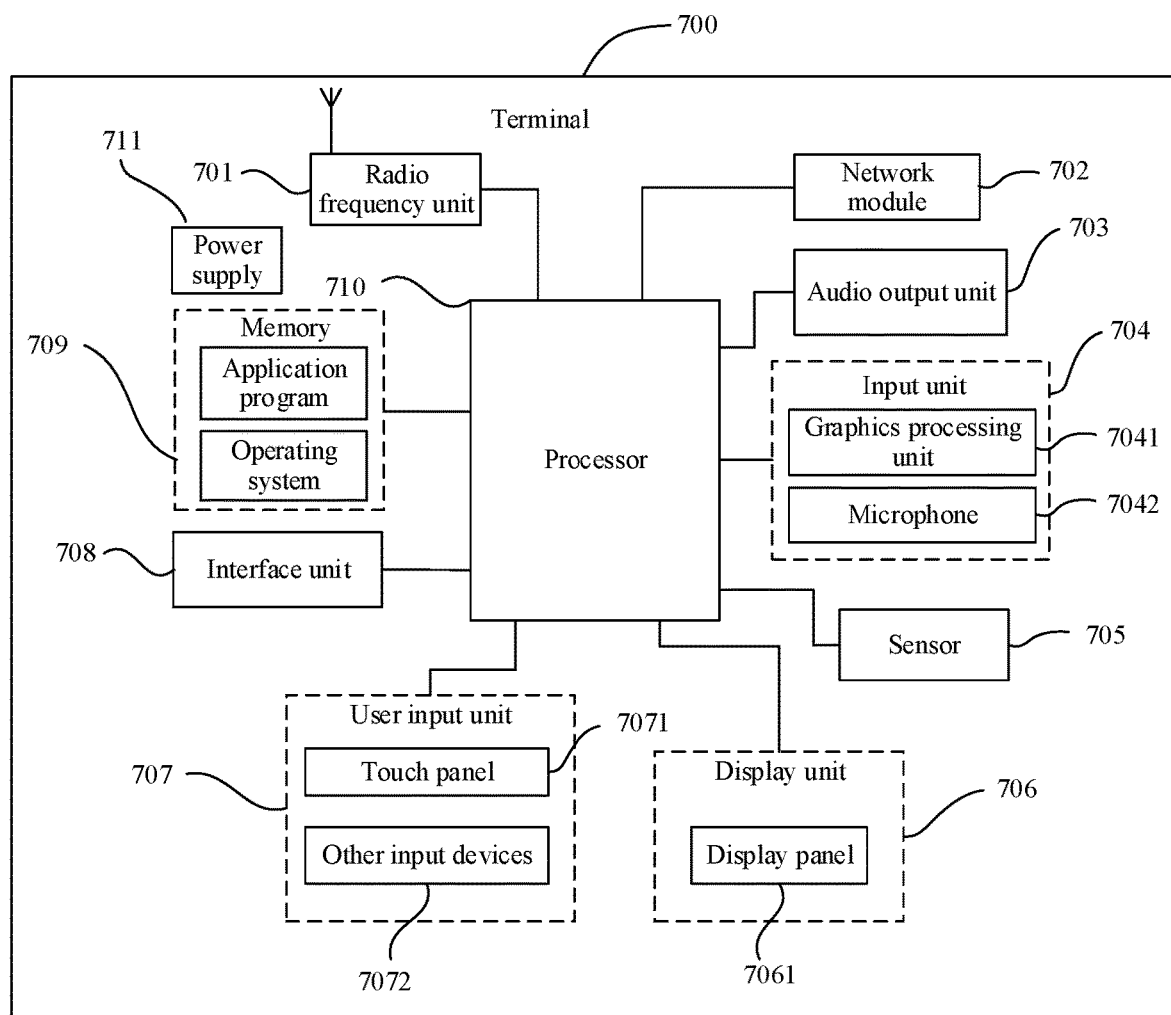 700
Terminal
711
701
Radio
frequency unit
Network
module
702
Power
supply
703
Audio output unit
710
Memory
709
Application
program
Operating
system
704
Input unit
Graphics processing
unit
7041
Microphone
7042
Processor
708
Interface unit
Sensor
705
User input unit
7071
Touch panel
707
Other input devices
7072
Display unit
706
Display panel
7061